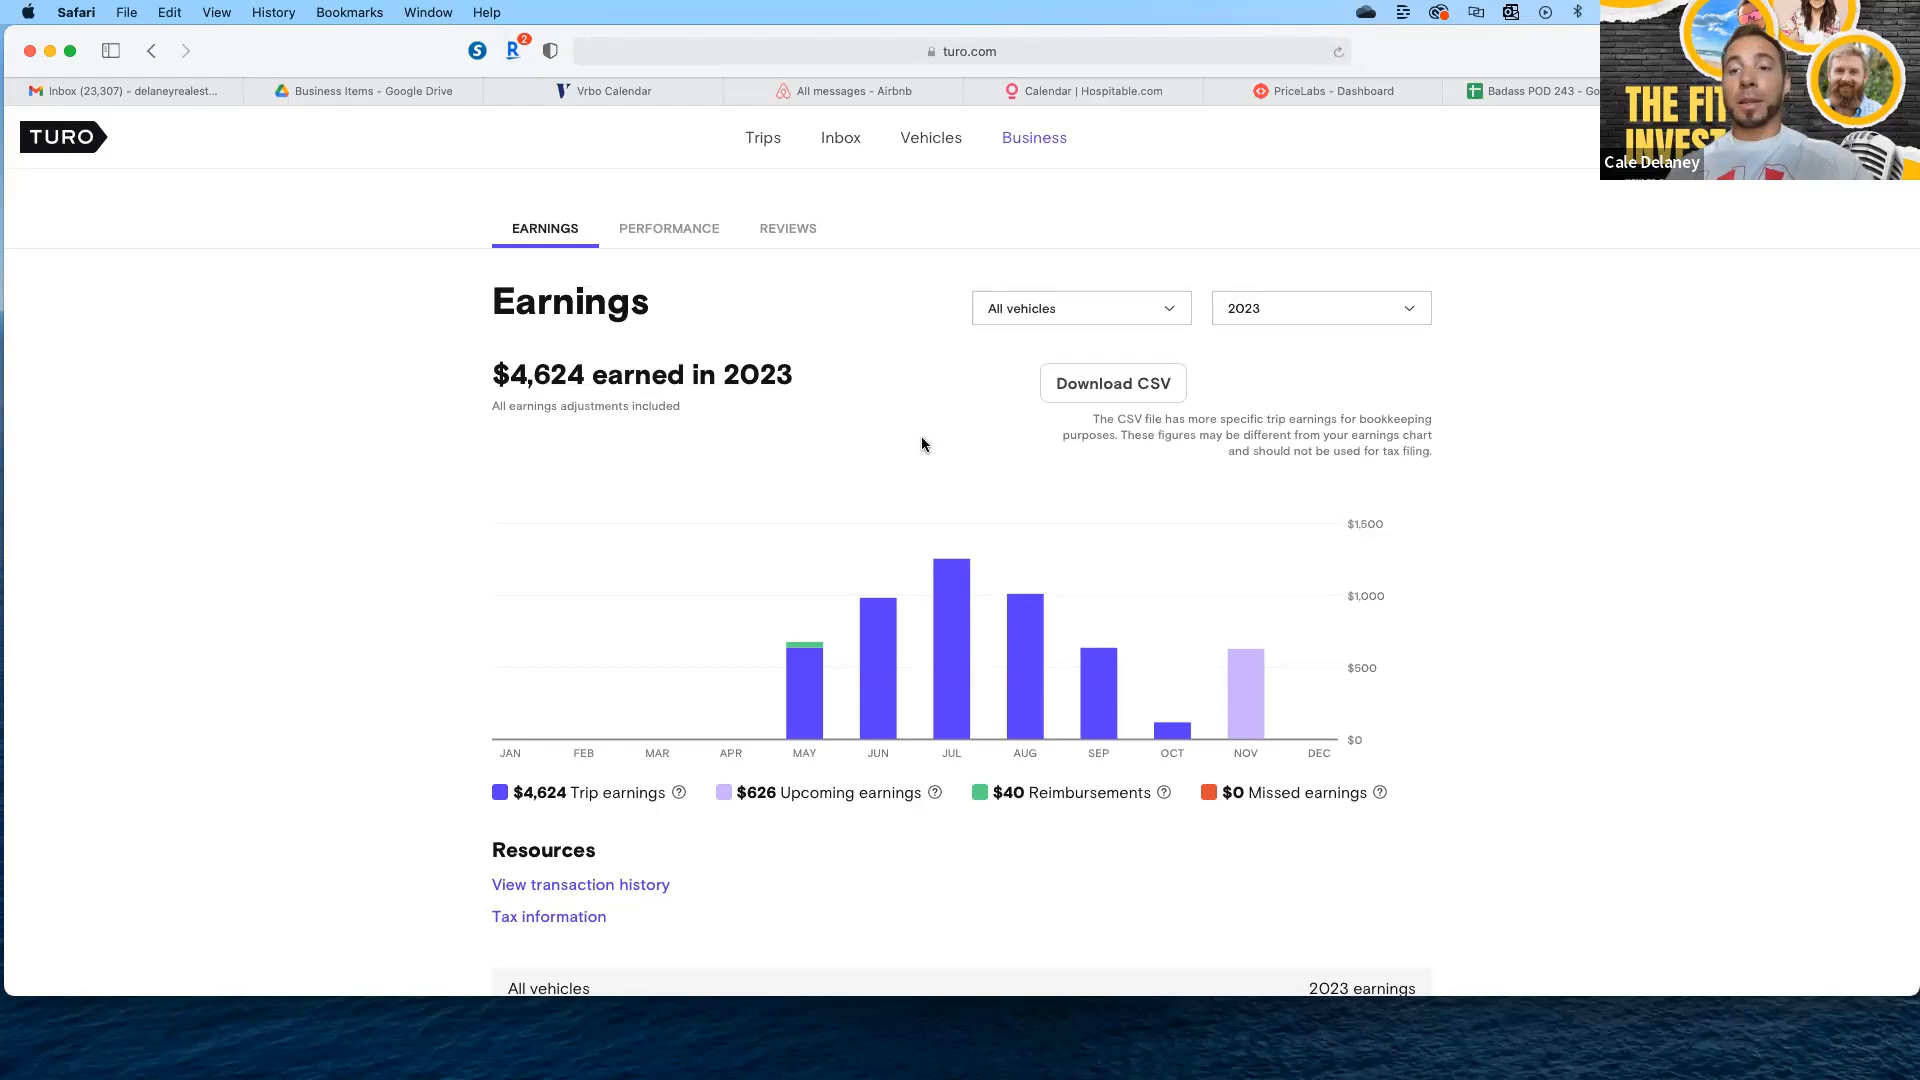 Safari File Edit View History Bookmarks Window Help
2
turo.com
Inbox (23,307) - delaneyrealest... Business Items - Google Drive Vrbo Calendar All messages - Airbnb Calendar | Hospitable.com PriceLabs - Dashboard Badass POD 243 - Go
THE FIT
INVEST
Cale Delaney
TURO
Trips Inbox Vehicles Business
EARNINGS PERFORMANCE REVIEWS
Earnings
All vehicles 2023
$4,624 earned in 2023
All earnings adjustments included
Download CSV
The CSV file has more specific trip earnings for bookkeeping
purposes. These figures may be different from your earnings chart
and should not be used for tax filing.
$1,500
$1,000
$500
$0
JAN FEB MAR APR MAY JUN JUL AUG SEP OCT NOV DEC
$4,624 Trip earnings ? $626 Upcoming earnings ? $40 Reimbursements ? $0 Missed earnings ?
Resources
View transaction history
Tax information
All vehicles 2023 earnings